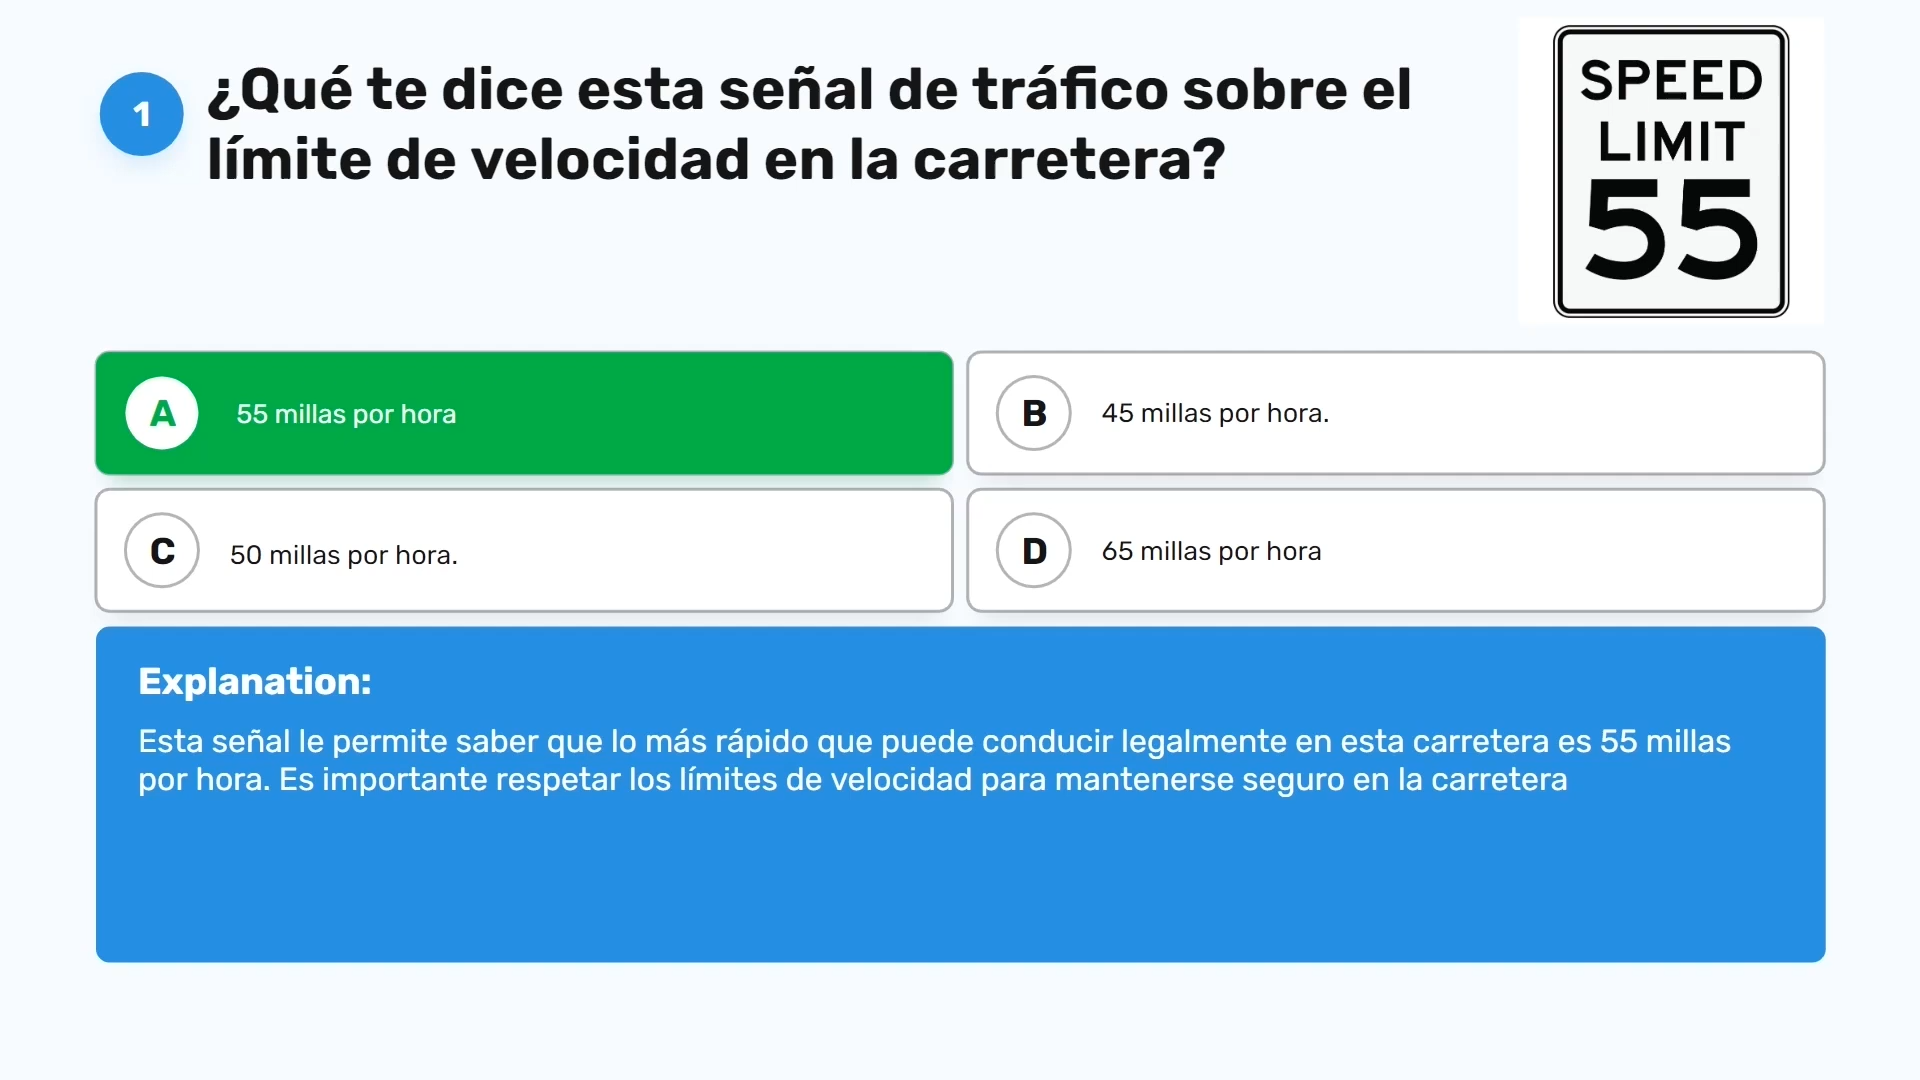 1
¿Qué te dice esta señal de tráfico sobre el
límite de velocidad en la carretera?
SPEED
LIMIT
55
A 55 millas por hora
B 45 millas por hora.
C 50 millas por hora.
D 65 millas por hora
Explanation:
Esta señal le permite saber que lo más rápido que puede conducir legalmente en esta carretera es 55 millas
por hora. Es importante respetar los límites de velocidad para mantenerse seguro en la carretera